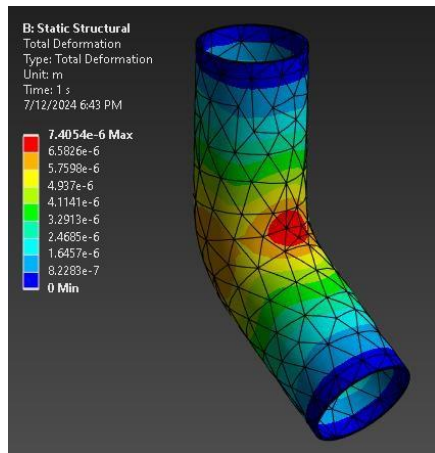 B: Static Structural
Total Deformation
Type: Total Deformation
Unit: m
Time: 1 s
7/12/2024 6:43 PM
7.4054e-6 Max
6.5826e-6
5.7598e-6
4.937e-6
4.1141e-6
3.2913e-6
2.4685e-6
1.6457e-6
8.2283e-7
0 Min